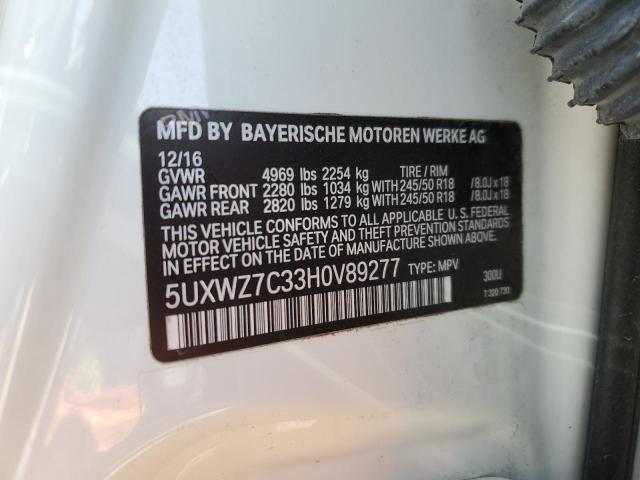 MFD BY BAYERISCHE MOTOREN WERKE AG
12/16
GVWR 4969 lbs 2254 kg TIRE / RIM
GAWR FRONT 2280 lbs 1034 kg WITH 245/50 R18 /8.0J x 18
GAWR REAR 2820 lbs 1279 kg WITH 245/50 R18 /8.0J x 18
THIS VEHICLE CONFORMS TO ALL APPLICABLE U.S. FEDERAL
MOTOR VEHICLE SAFETY AND THEFT PREVENTION STANDARDS
IN EFFECT ON THE DATE OF MANUFACTURE SHOWN ABOVE.
5UXWZ7C33H0V89277 TYPE: MPV 300U
7 320 730